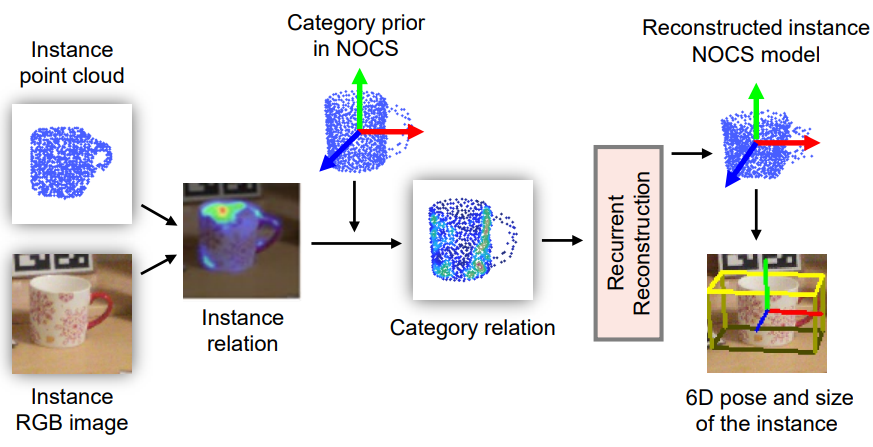 Category prior
in NOCS
Reconstructed instance
NOCS model
Instance
point cloud
Recurrent
Reconstruction
Instance
relation
Category relation
Instance
RGB image
6D pose and size
of the instance